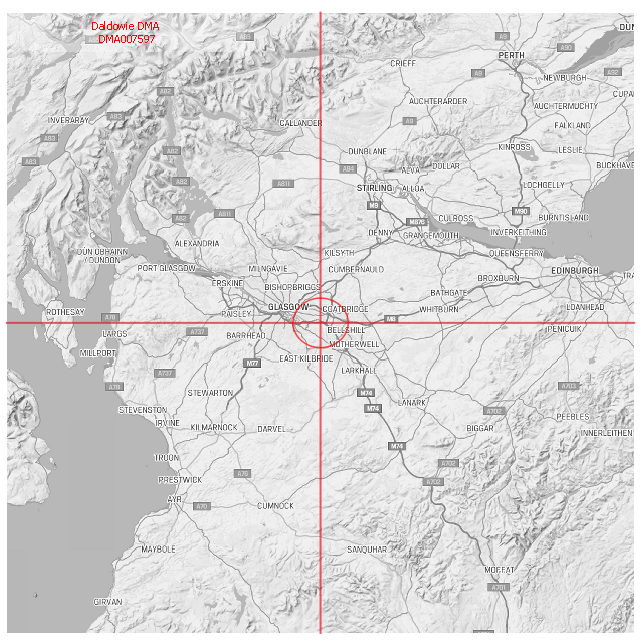 Daldowie DMA
DMA007597
A85
A9
PERTH
A90
CRIEFF
A9
NEWBURGH
A92
A82
AUCHTERARDER
AUCHTERMUCHTY
INVERARAY
A83
CALLANDER
A9
FALKLAND
A83
KINROSS
LESLIE
A82
DUNBLANE
A83
A84
ALVA
DOLLAR
A82
A811
STIRLING
ALLOA
LOCHGELLY
M9
M90
A82
A811
M876
CULROSS
BURNTISLAND
DENNY
GRANGEMOUTH
INVERKEITHING
ALEXANDRIA
DUN OBHAINN
/ DUNOON
KILSYTH
QUEENSFERRY
PORT GLASGOW
MILNGAVIE
CUMBERNAULD
EDINBURGH
ERSKINE
BISHOPBRIGGS
BROXBURN
BATHGATE
GLASGOW
COATBRIDGE
WHITBURN
LOANHEAD
ROTHESAY
PAISLEY
A78
M8
LARGS
A737
BARRHEAD
BELLSHILL
PENICUIK
MILLPORT
MOTHERWELL
EAST KILBRIDE
M77
A737
LARKHALL
A78
STEWARTON
M74
A703
LANARK
STEVENSTON
M74
A702
PEEBLES
IRVINE
KILMARNOCK
DARVEL
BIGGAR
INNERLEITHEN
M74
TROON
A702
A76
PRESTWICK
A702
AYR
A70
CUMNOCK
MAYBOLE
SANQUHAR
MOFFAT
A701
GIRVAN